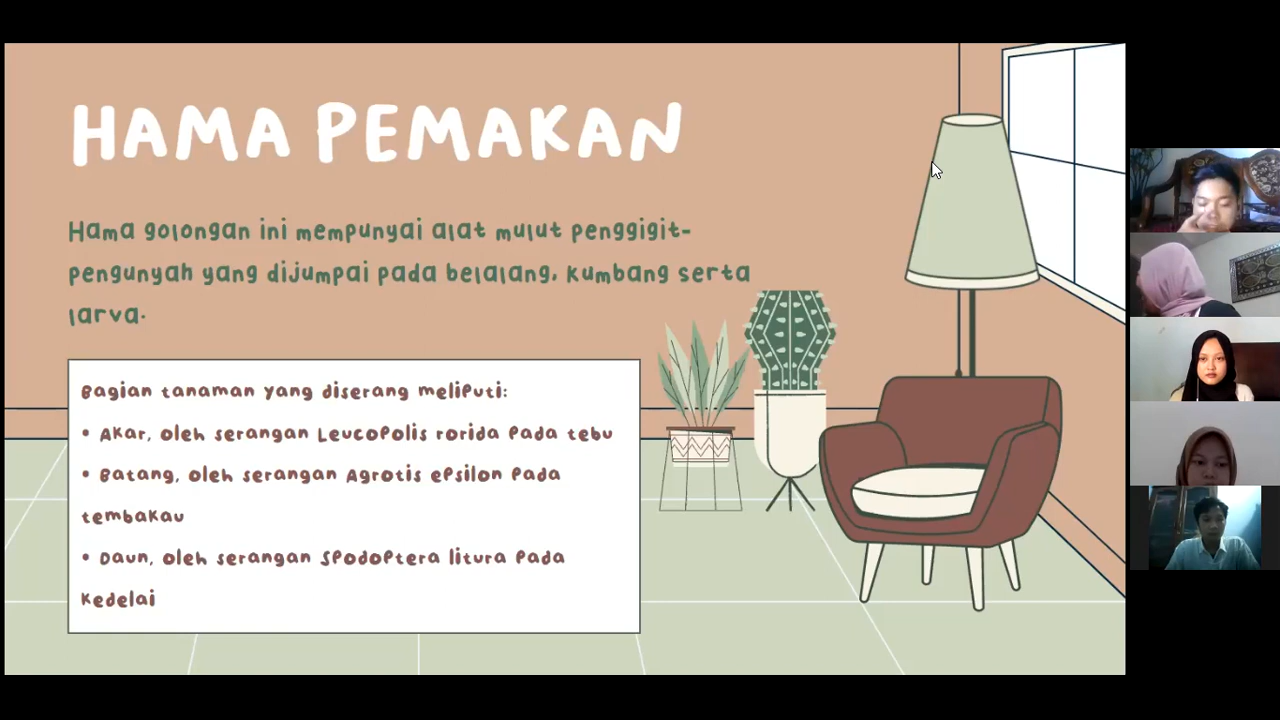 HAMA PEMAKAN
Hama golongan ini mempunyai alat mulut penggigit-
pengunyah yang dijumpai pada belalang, kumbang serta
larva.
Bagian tanaman yang diserang meliputi:
• Akar, oleh serangan Leucopolis rorida pada tebu
• Batang, oleh serangan Agrotis epsilon pada
tembakau
• Daun, oleh serangan Spodoptera litura pada
kedelai